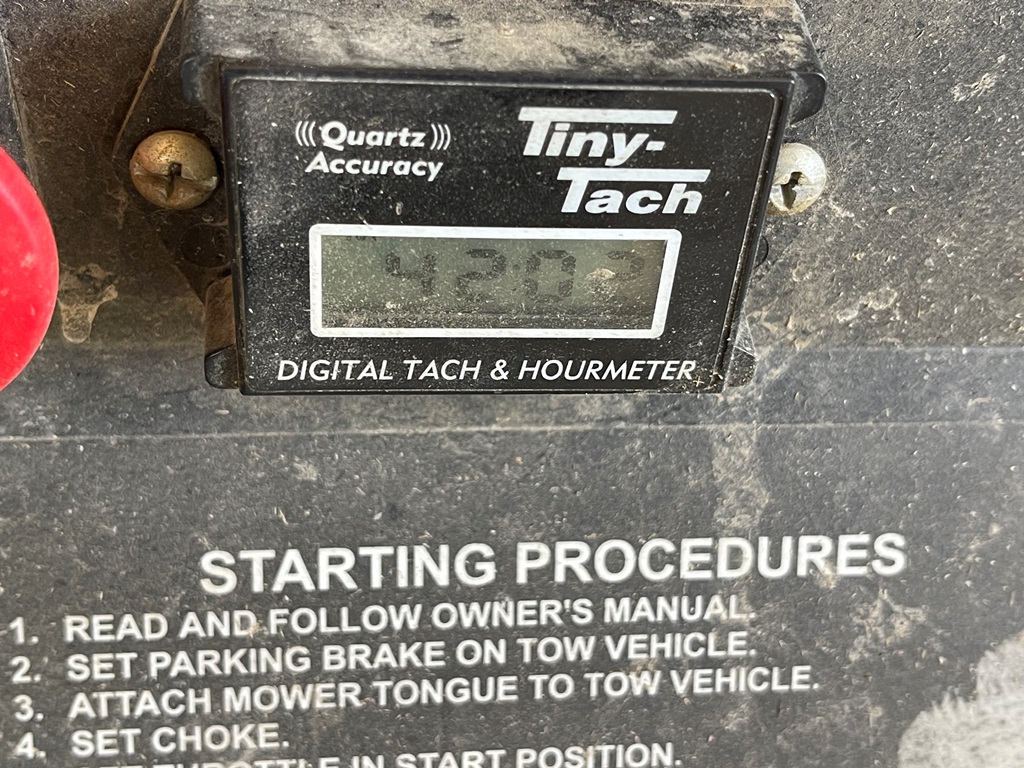 (((Quartz)))
Accuracy
Tiny-
Tach
DIGITAL TACH & HOURMETER
STARTING PROCEDURES
1. READ AND FOLLOW OWNER'S MANUAL.
2. SET PARKING BRAKE ON TOW VEHICLE.
3. ATTACH MOWER TONGUE TO TOW VEHICLE.
4. SET CHOKE.
THROTTLE IN START POSITION.